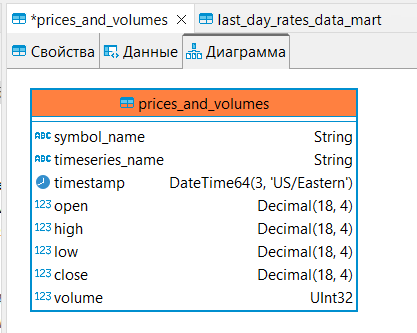 *prices_and_volumes last_day_rates_data_mart
Свойства Данные Диаграмма
prices_and_volumes
ABC symbol_name String
ABC timeseries_name String
timestamp DateTime64(3, 'US/Eastern')
123 open Decimal(18, 4)
123 high Decimal(18, 4)
123 low Decimal(18, 4)
123 close Decimal(18, 4)
123 volume UInt32